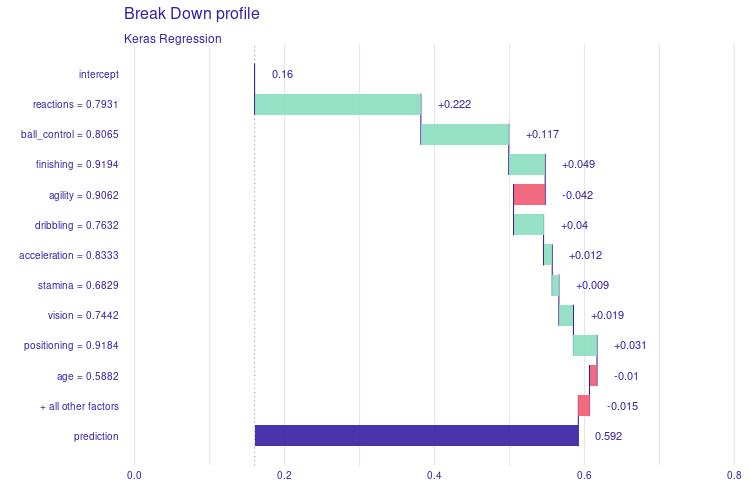 Break Down profile
Keras Regression
intercept 0.16
reactions = 0.7931 +0.222
ball_control = 0.8065 +0.117
finishing = 0.9194 +0.049
agility = 0.9062 -0.042
dribbling = 0.7632 +0.04
acceleration = 0.8333 +0.012
stamina = 0.6829 +0.009
vision = 0.7442 +0.019
positioning = 0.9184 +0.031
age = 0.5882 -0.01
+ all other factors -0.015
prediction 0.592
0.0 0.2 0.4 0.6 0.8